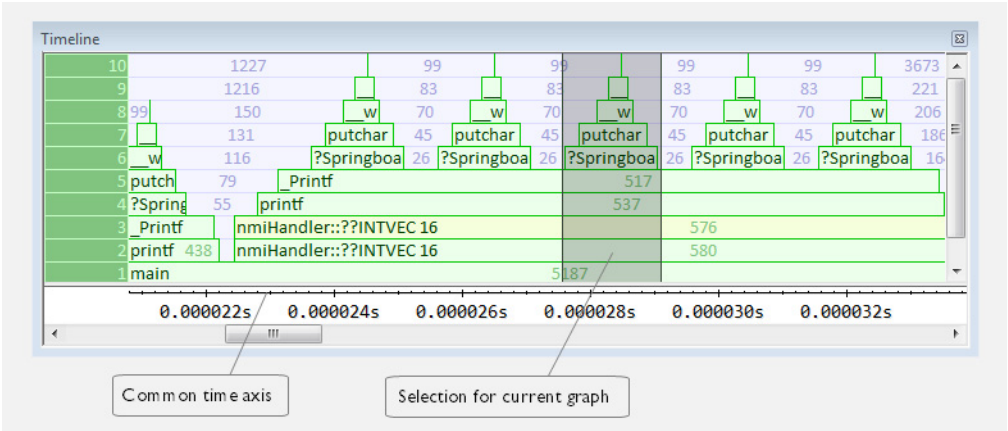 Timeline
10 1227 99 99 99 99 3673
9 1216 83 83 83 83 221
8 99 150 __w 70 __w 70 __w 70 __w 70 __w 206
7 131 putchar 45 putchar 45 putchar 45 putchar 45 putchar 186
6 __w 116 ?Springboa 26 ?Springboa 26 ?Springboa 26 ?Springboa 26 ?Springboa 16
5 putch 79 _Printf 517
4 ?Spring 55 printf 537
3 _Printf nmiHandler::??INTVEC 16 576
2 printf 438 nmiHandler::??INTVEC 16 580
1 main 5187
0.000022s 0.000024s 0.000026s 0.000028s 0.000030s 0.000032s
Common time axis
Selection for current graph